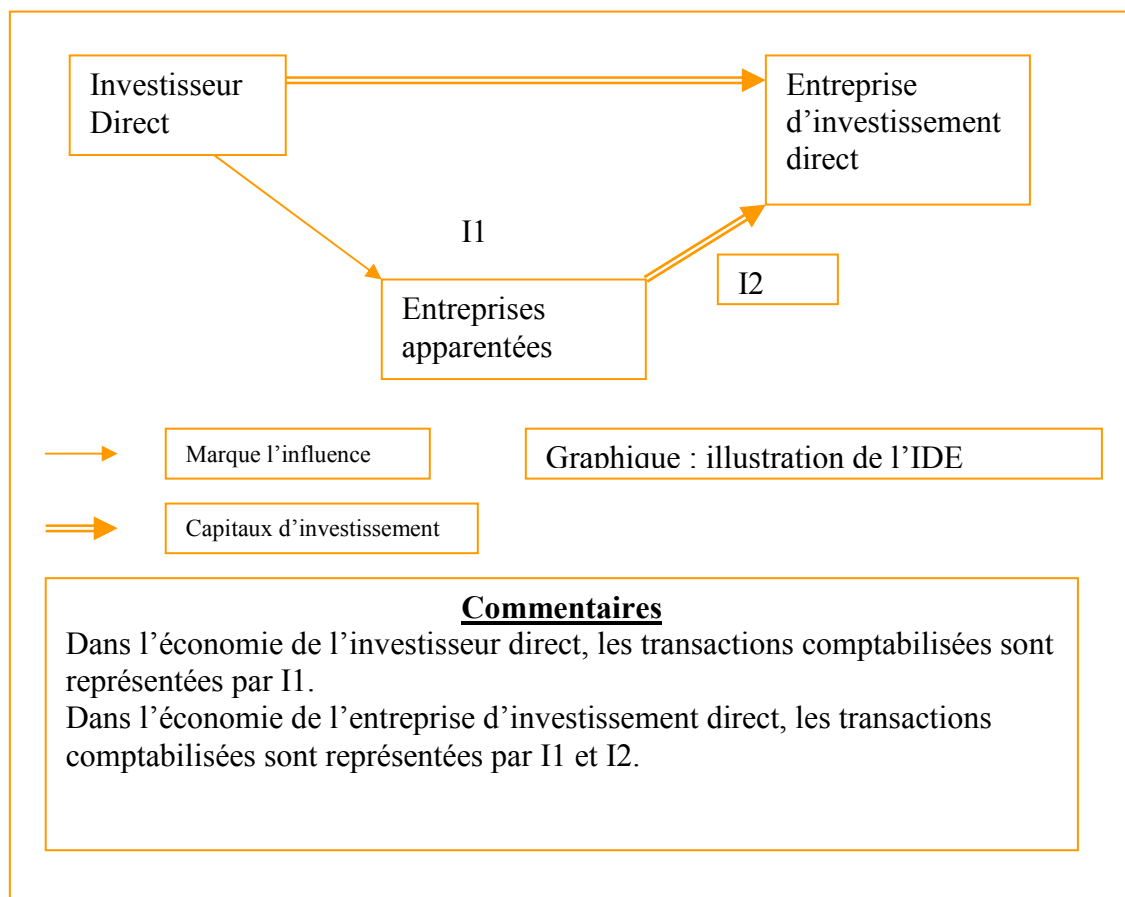 Investisseur
Direct
Entreprise
d’investissement
direct
I1
I2
Entreprises
apparentées
Marque l’influence
Graphique : illustration de l’IDE
Capitaux d’investissement
Commentaires
Dans l’économie de l’investisseur direct, les transactions comptabilisées sont
représentées par I1.
Dans l’économie de l’entreprise d’investissement direct, les transactions
comptabilisées sont représentées par I1 et I2.